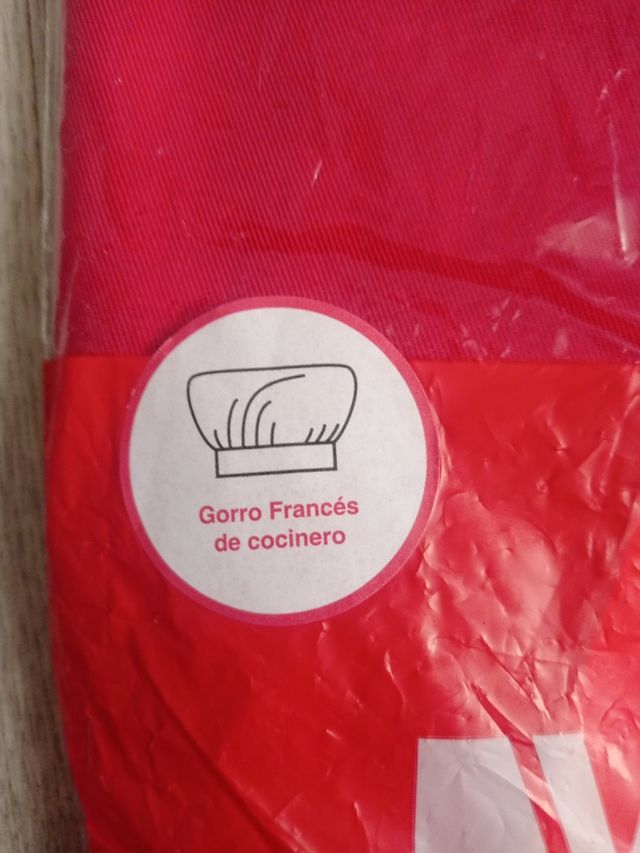 Gorro Francés
de cocinero